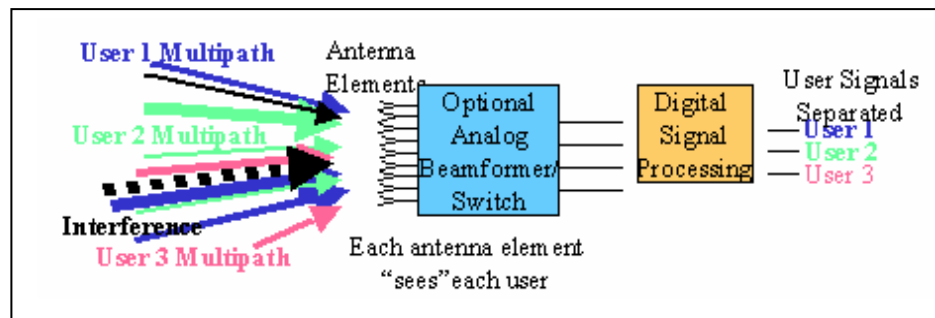 User 1 Multipath
User 2 Multipath
Interference
User 3 Multipath
Antenna
Elements
Optional
Analog
Beamformer/
Switch
Each antenna element
“sees”each user
Digital
Signal
Processing
User Signals
Separated
User 1
User 2
User 3